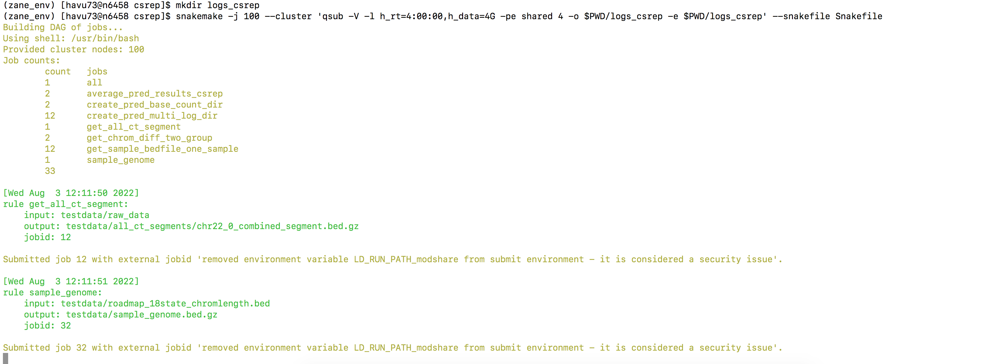 (zane_env) [havu73@n6458 csrep]$ mkdir logs_csrep
(zane_env) [havu73@n6458 csrep]$ snakemake -j 100 --cluster 'qsub -V -l h_rt=4:00:00,h_data=4G -pe shared 4 -o $PWD/logs_csrep -e $PWD/logs_csrep' --snakefile Snakefile
Building DAG of jobs...
Using shell: /usr/bin/bash
Provided cluster nodes: 100
Job counts:
        count   jobs
        1       all
        2       average_pred_results_csrep
        2       create_pred_base_count_dir
        12      create_pred_multi_log_dir
        1       get_all_ct_segment
        2       get_chrom_diff_two_group
        12      get_sample_bedfile_one_sample
        1       sample_genome
        33
[Wed Aug  3 12:11:50 2022]
rule get_all_ct_segment:
    input: testdata/raw_data
    output: testdata/all_ct_segments/chr22_0_combined_segment.bed.gz
    jobid: 12
Submitted job 12 with external jobid 'removed environment variable LD_RUN_PATH_modshare from submit environment - it is considered a security issue'.
[Wed Aug  3 12:11:51 2022]
rule sample_genome:
    input: testdata/roadmap_18state_chromlength.bed
    output: testdata/sample_genome.bed.gz
    jobid: 32
Submitted job 32 with external jobid 'removed environment variable LD_RUN_PATH_modshare from submit environment - it is considered a security issue'.